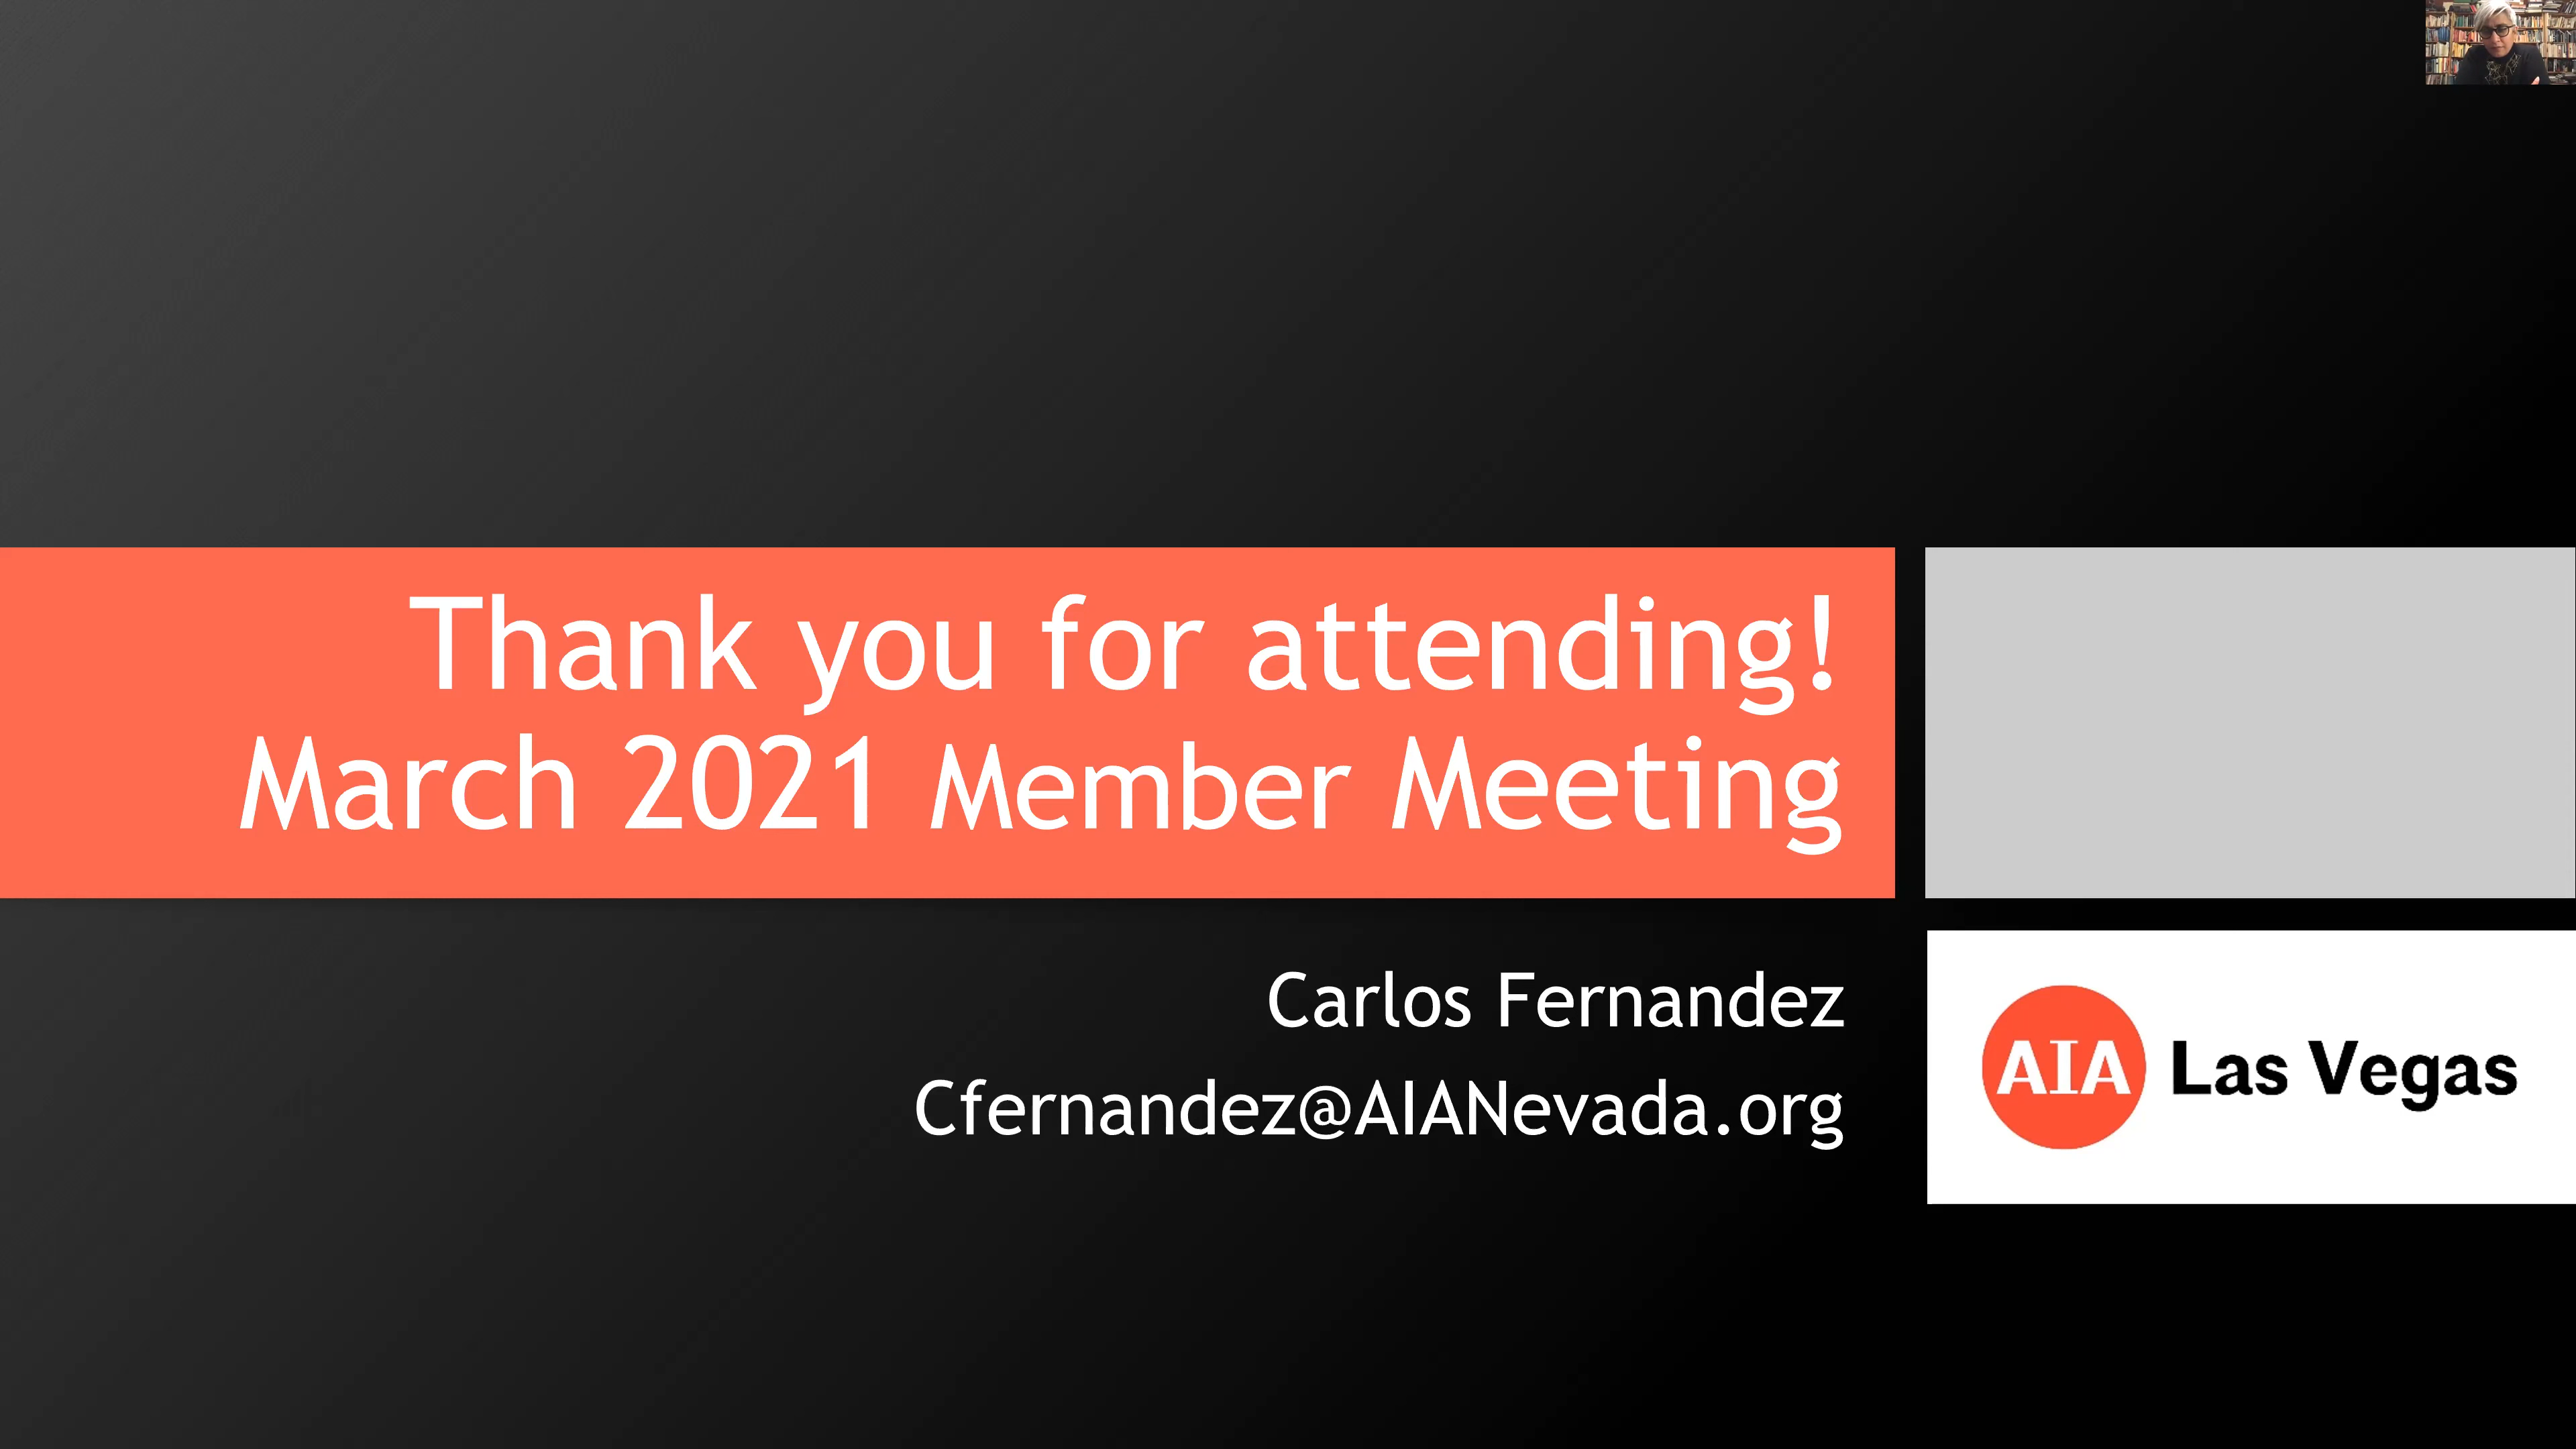 Thank you for attending!
March 2021 Member Meeting
Carlos Fernandez
Cfernandez@AIANevada.org
AIA Las Vegas